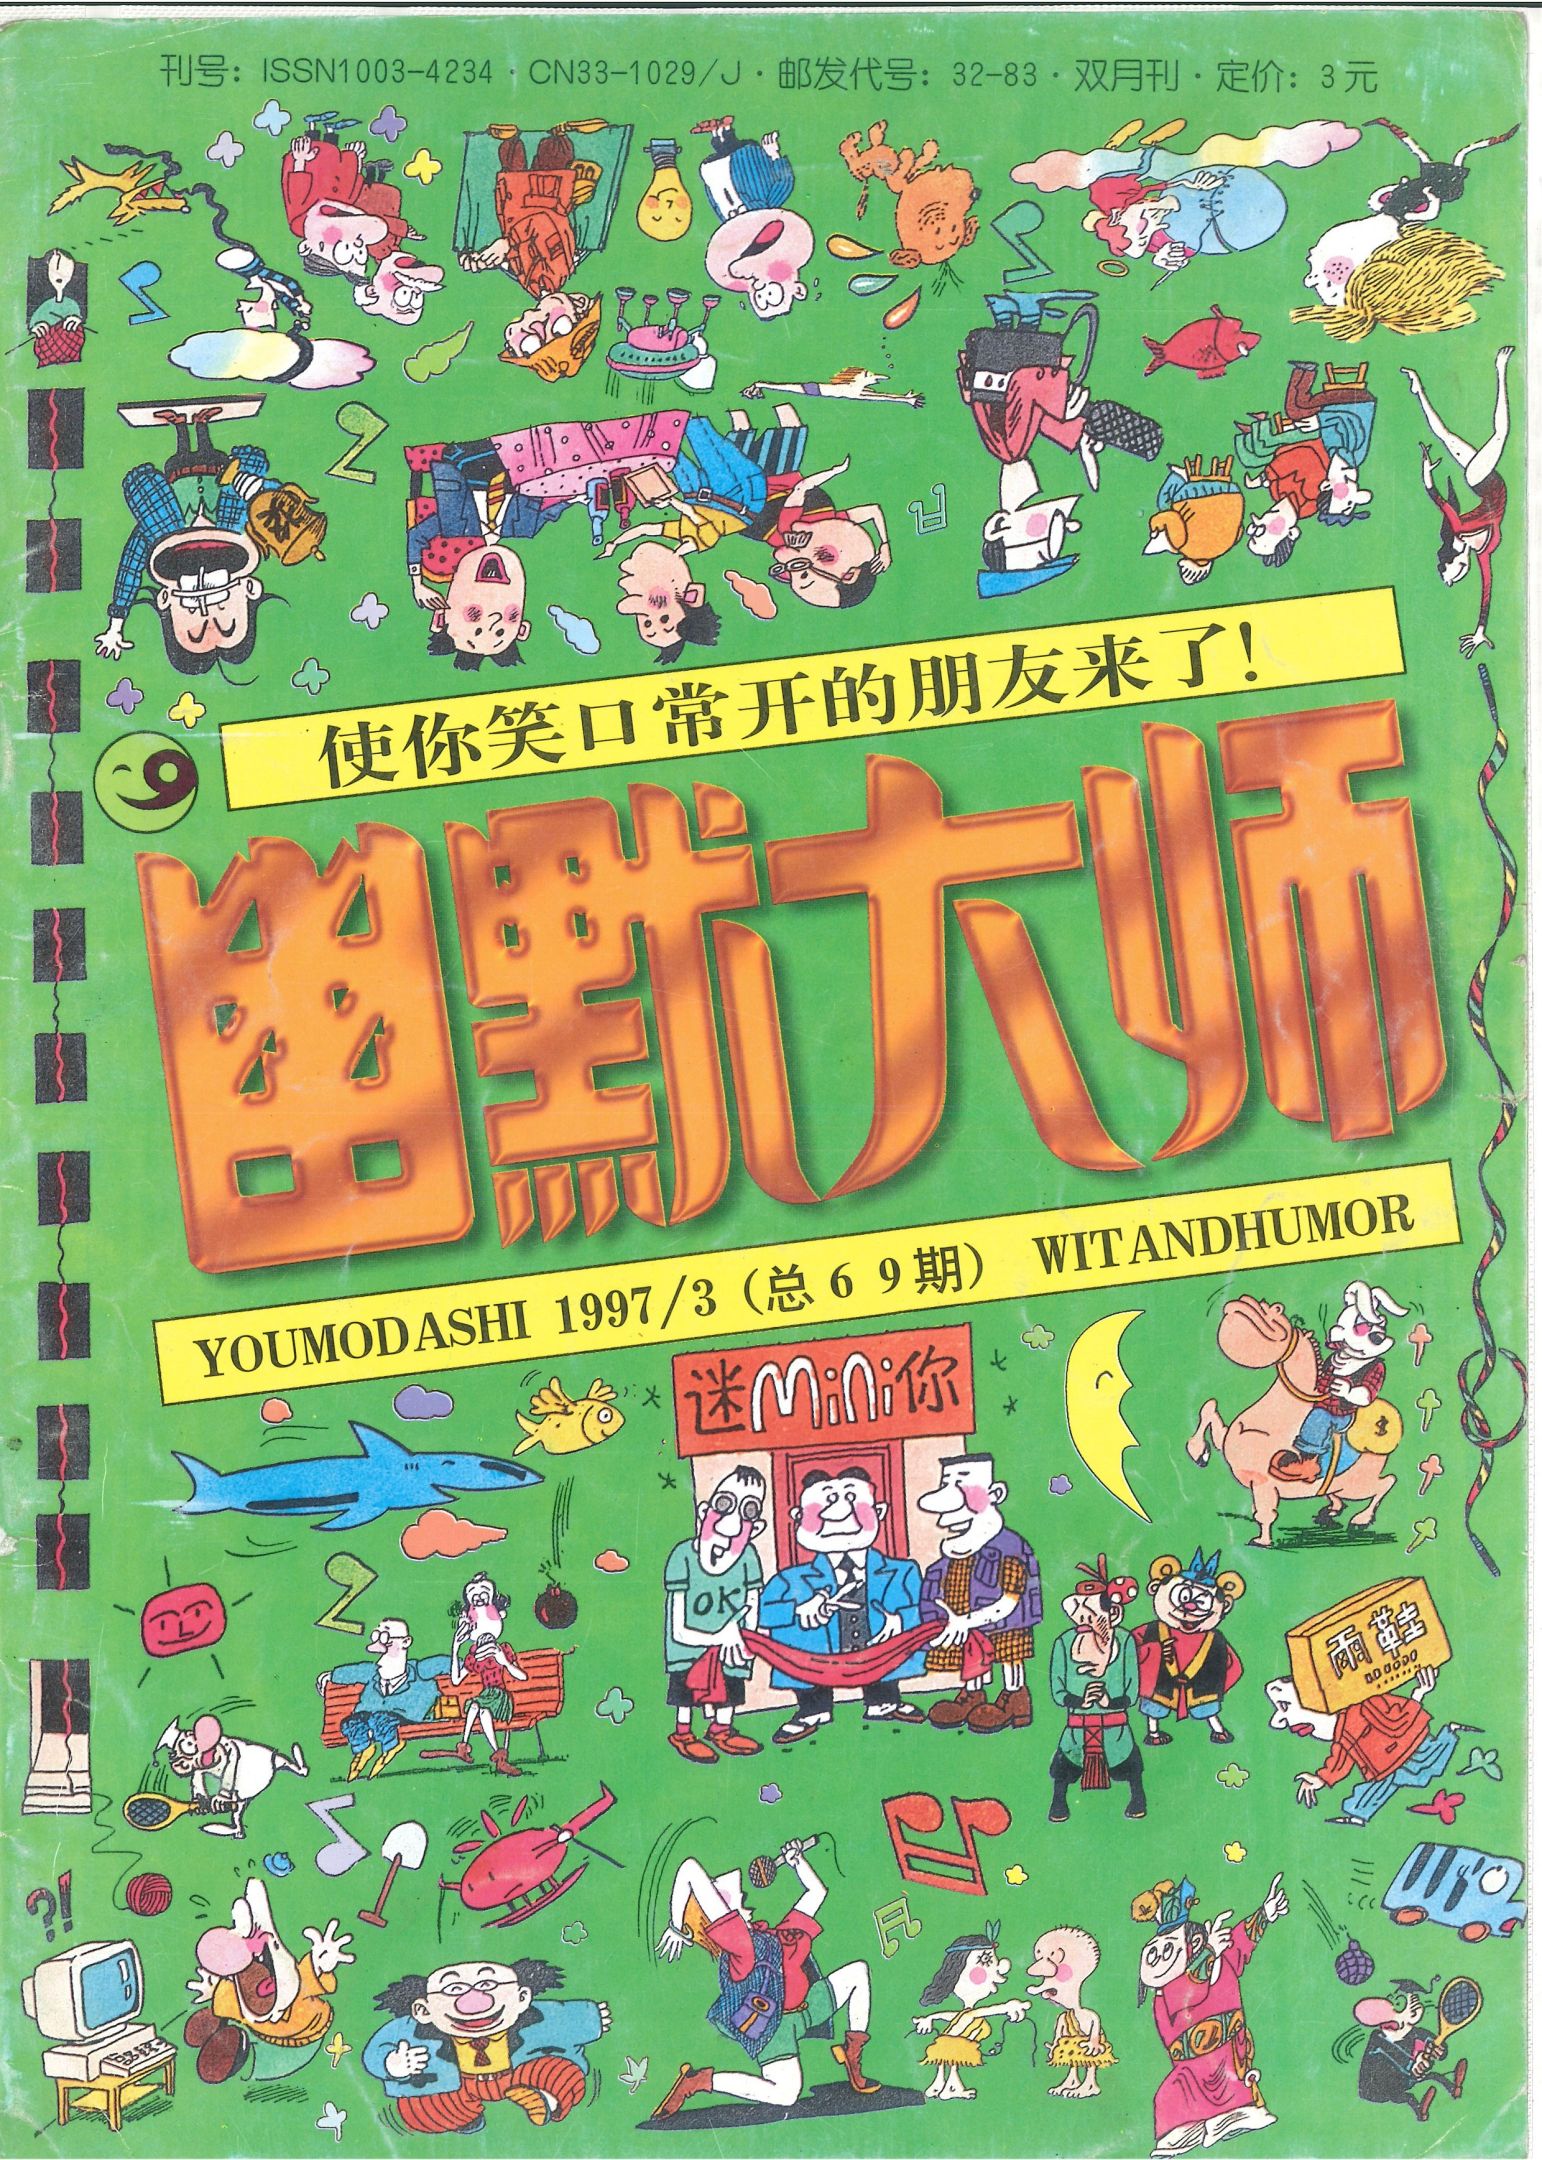 刊号：ISSN1003-4234·CN33-1029/J·邮发代号：32-83·双月刊·定价：3元
使你笑口常开的朋友来了！
幽默大师
YOUMODASHI 1997/3（总69期） WITANDHUMOR
迷mini你
OK
$
雨鞋
?!